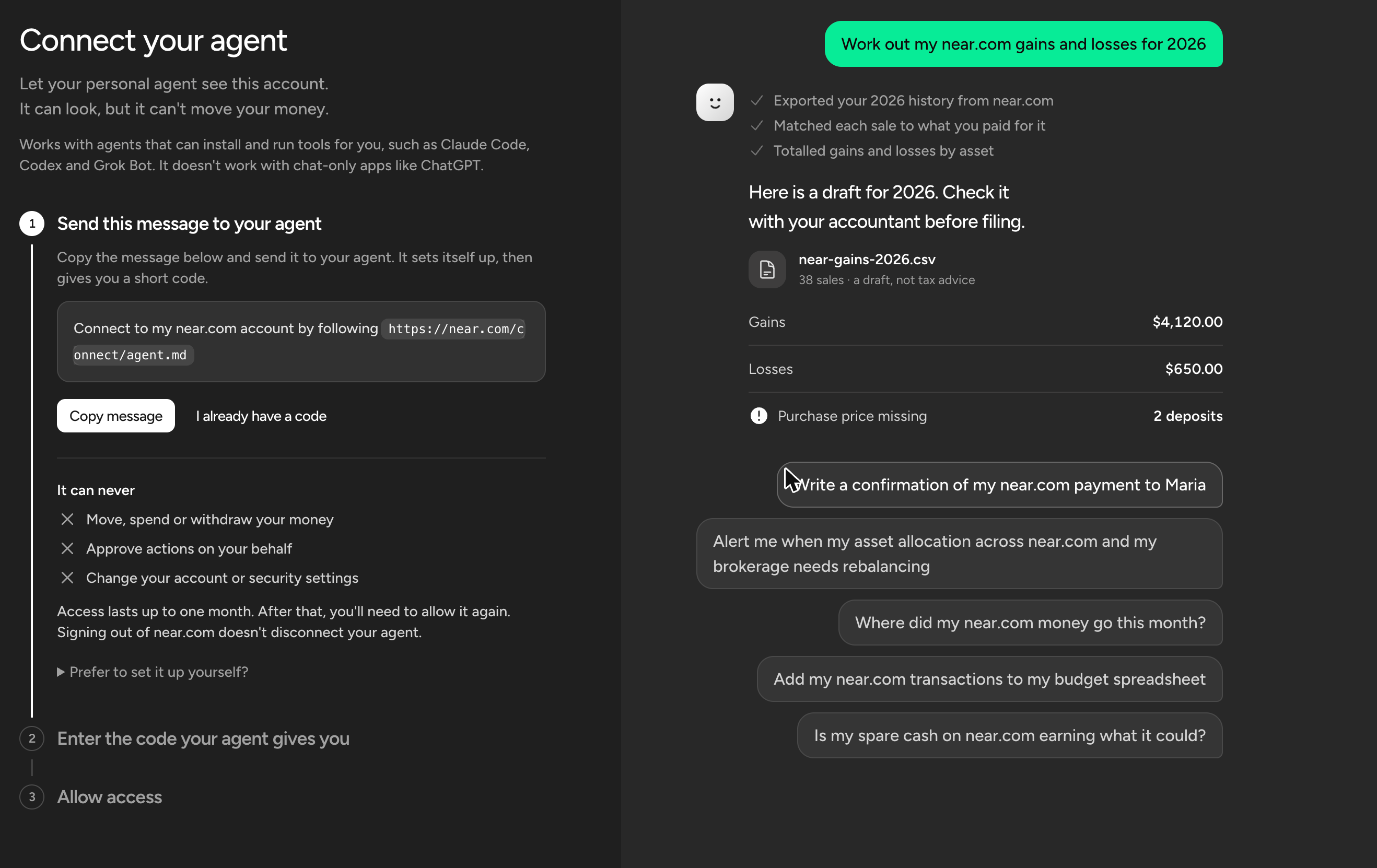 Connect your agent
Let your personal agent see this account.
It can look, but it can't move your money.
Works with agents that can install and run tools for you, such as Claude Code,
Codex and Grok Bot. It doesn't work with chat-only apps like ChatGPT.
1 Send this message to your agent
Copy the message below and send it to your agent. It sets itself up, then
gives you a short code.
Connect to my near.com account by following https://near.com/c
onnect/agent.md
Copy message I already have a code
It can never
Move, spend or withdraw your money
Approve actions on your behalf
Change your account or security settings
Access lasts up to one month. After that, you'll need to allow it again.
Signing out of near.com doesn't disconnect your agent.
Prefer to set it up yourself?
2 Enter the code your agent gives you
3 Allow access
Work out my near.com gains and losses for 2026
Exported your 2026 history from near.com
Matched each sale to what you paid for it
Totalled gains and losses by asset
Here is a draft for 2026. Check it
with your accountant before filing.
near-gains-2026.csv
38 sales · a draft, not tax advice
Gains $4,120.00
Losses $650.00
Purchase price missing 2 deposits
Write a confirmation of my near.com payment to Maria
Alert me when my asset allocation across near.com and my
brokerage needs rebalancing
Where did my near.com money go this month?
Add my near.com transactions to my budget spreadsheet
Is my spare cash on near.com earning what it could?